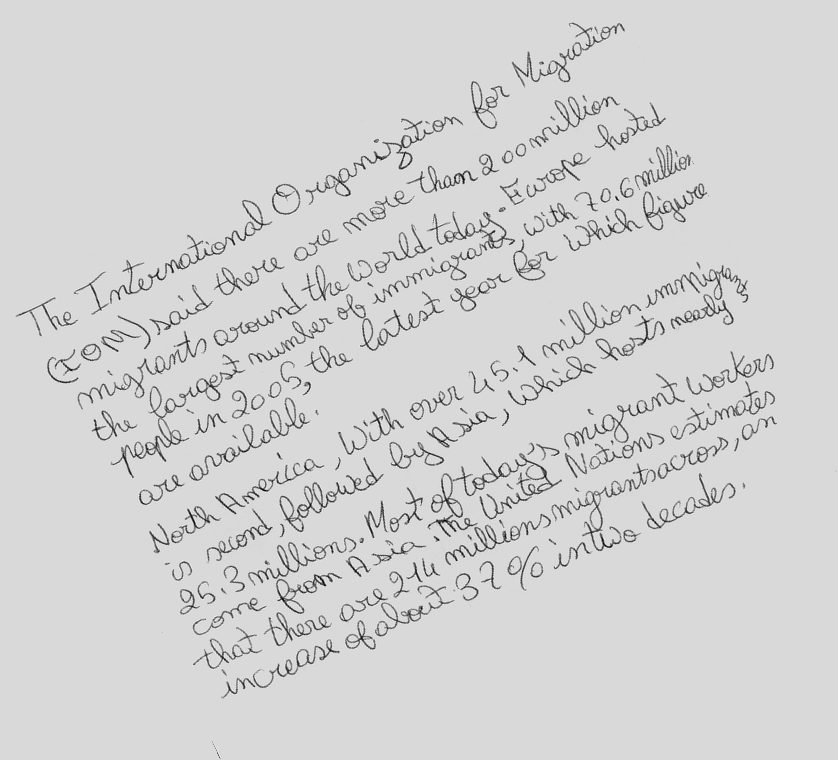 The International Organization for Migration
(IOM) said there are more than 200 million
migrants around the world today. Europe hosted
the largest number of immigrants, with 70.6 million
people in 2005, the latest year for which figure
are available.
North America, with over 45.1 million immigrants
is second, followed by Asia, which hosts nearly
25.3 millions. Most of today's migrant workers
come from Asia. The United Nations estimates
that there are 214 millions migrants across, an
increase of about 37% in two decades.